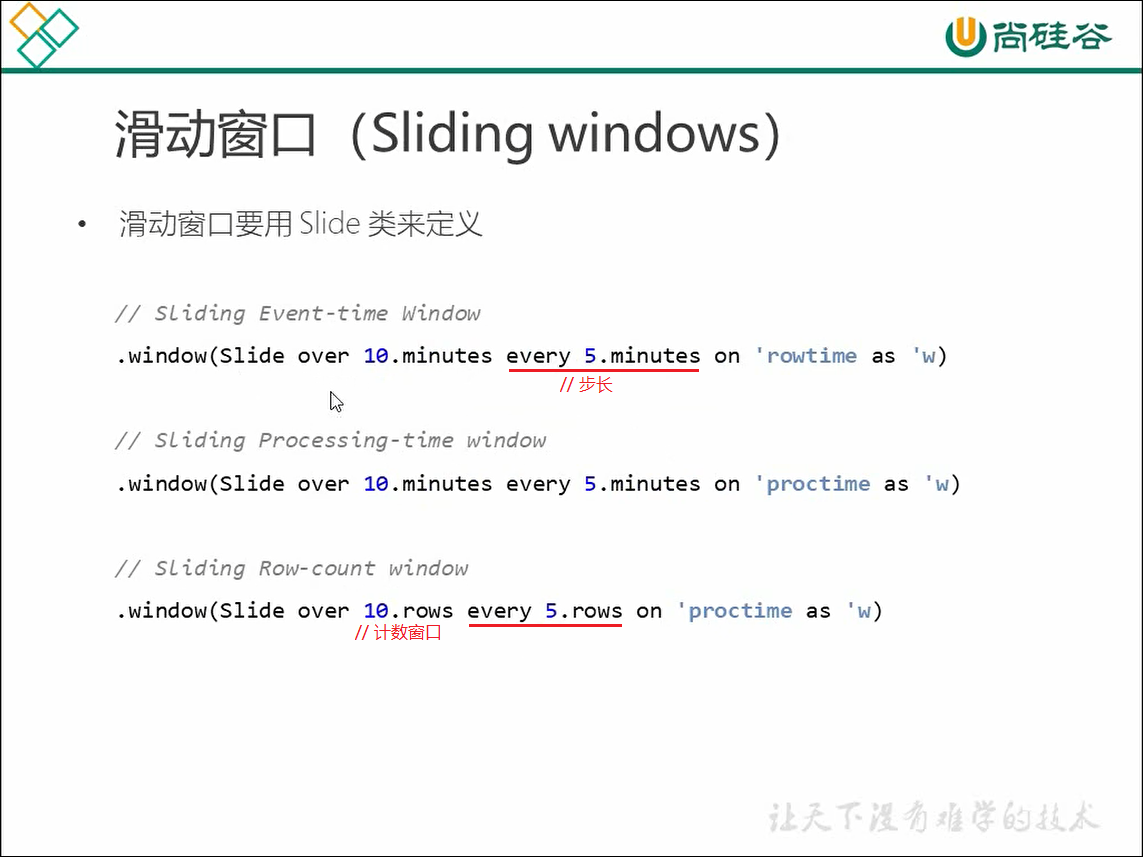 尚硅谷
滑动窗口（Sliding windows）
• 滑动窗口要用 Slide 类来定义
// Sliding Event-time Window
.window(Slide over 10.minutes every 5.minutes on 'rowtime as 'w)
// 步长
// Sliding Processing-time window
.window(Slide over 10.minutes every 5.minutes on 'proctime as 'w)
// Sliding Row-count window
.window(Slide over 10.rows every 5.rows on 'proctime as 'w)
// 计数窗口
让天下没有难学的技术